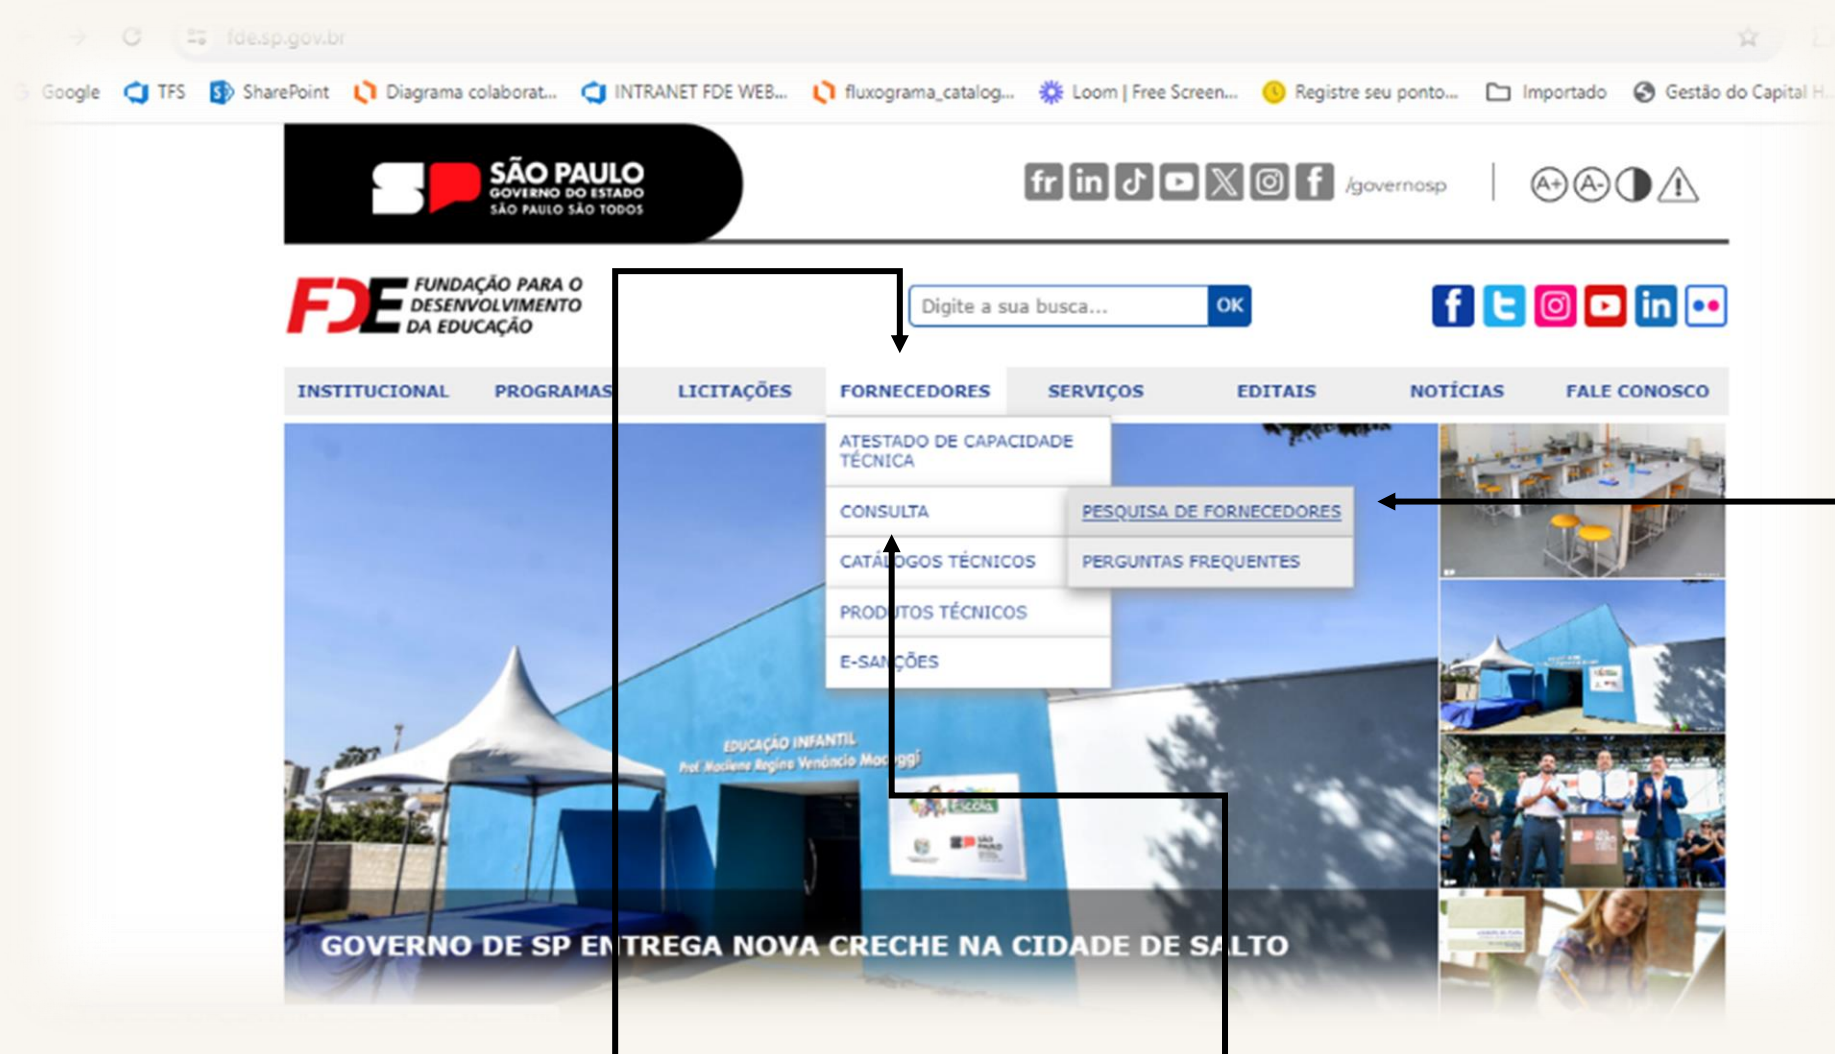 fde.sp.gov.br
Google TFS SharePoint Diagrama colaborat... INTRANET FDE WEB... fluxograma_catalog... Loom | Free Screen... Registre seu ponto... Importado Gestão do Capital H...
SÃO PAULO
GOVERNO DO ESTADO
SÃO PAULO SÃO TODOS
/governosp
A+ A-
FDE
FUNDAÇÃO PARA O
DESENVOLVIMENTO
DA EDUCAÇÃO
Digite a sua busca... OK
INSTITUCIONAL PROGRAMAS LICITAÇÕES FORNECEDORES SERVIÇOS EDITAIS NOTÍCIAS FALE CONOSCO
ATESTADO DE CAPACIDADE
TÉCNICA
CONSULTA
PESQUISA DE FORNECEDORES
CATÁLOGOS TÉCNICOS
PERGUNTAS FREQUENTES
PRODUTOS TÉCNICOS
E-SANÇÕES
EDUCAÇÃO INFANTIL
ESCOLA
SÃO PAULO
GOVERNO DE SP ENTREGA NOVA CRECHE NA CIDADE DE SALTO